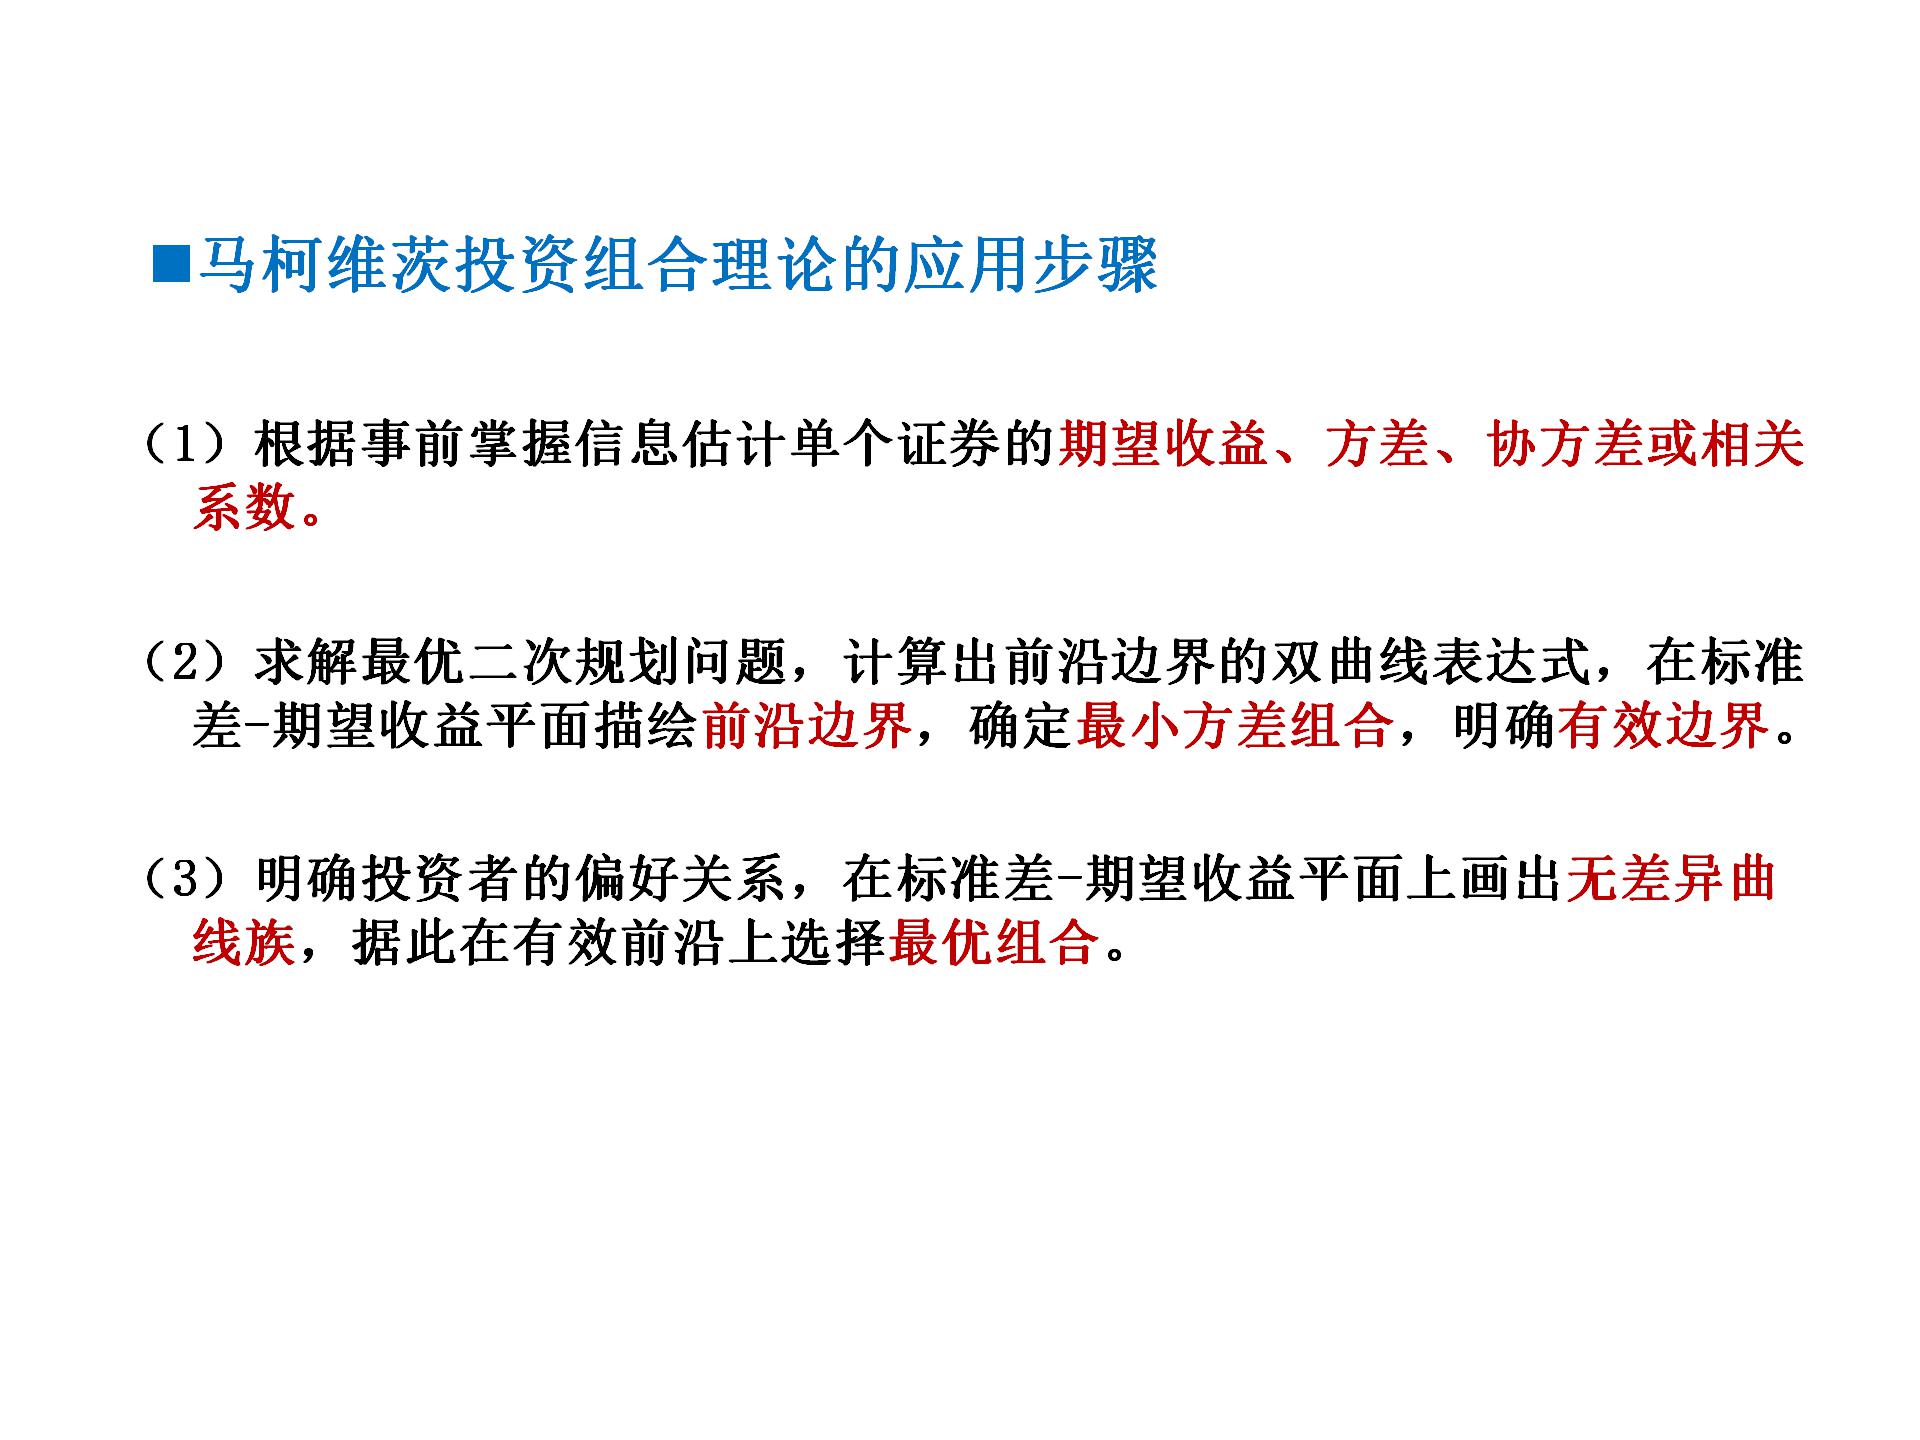 ■马柯维茨投资组合理论的应用步骤
（1）根据事前掌握信息估计单个证券的期望收益、方差、协方差或相关
系数。
（2）求解最优二次规划问题，计算出前沿边界的双曲线表达式，在标准
差-期望收益平面描绘前沿边界，确定最小方差组合，明确有效边界。
（3）明确投资者的偏好关系，在标准差-期望收益平面上画出无差异曲
线族，据此在有效前沿上选择最优组合。